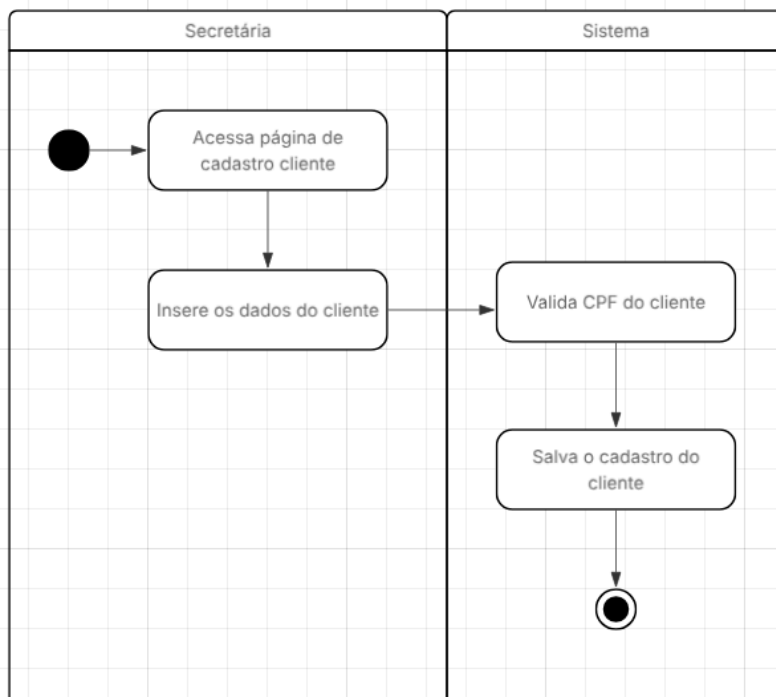 Secretária
Sistema
Acessa página de
cadastro cliente
Insere os dados do cliente
Valida CPF do cliente
Salva o cadastro do
cliente